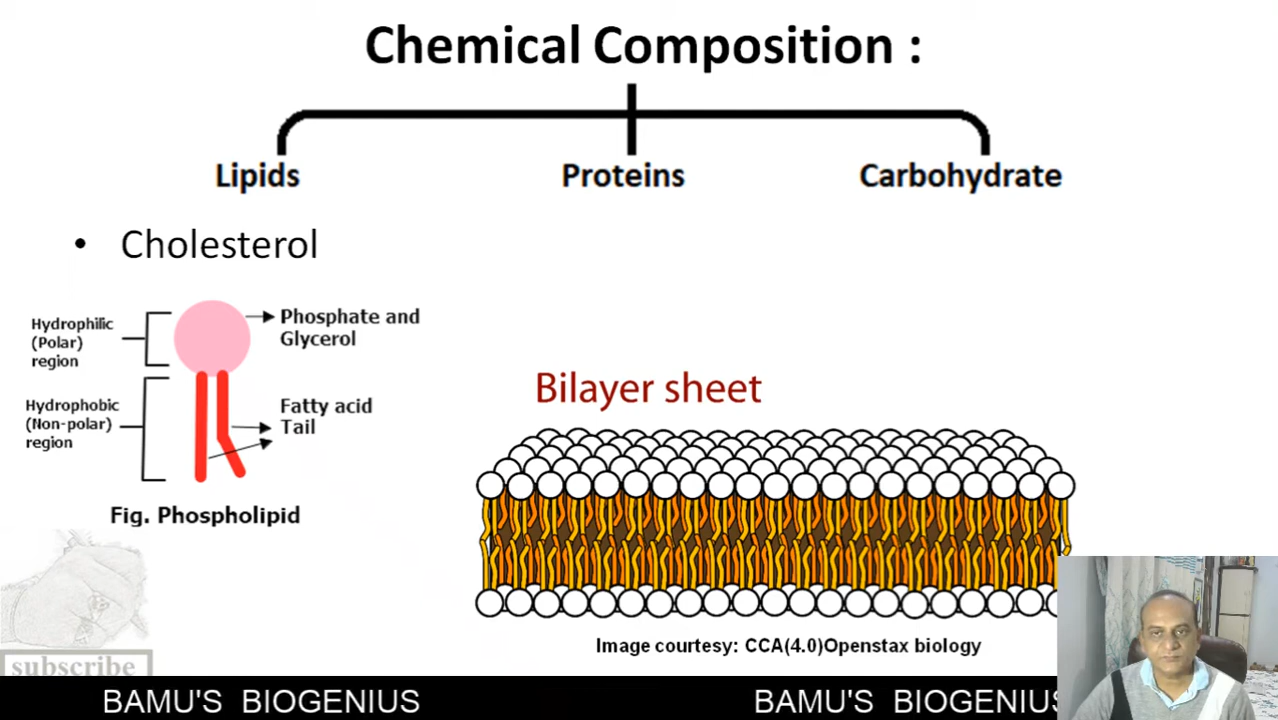 Chemical Composition :
Lipids
Proteins
Carbohydrate
• Cholesterol
Hydrophilic
(Polar)
region
Phosphate and
Glycerol
Hydrophobic
(Non-polar)
region
Fatty acid
Tail
Fig. Phospholipid
Bilayer sheet
Image courtesy: CCA(4.0)Openstax biology
subscribe
BAMU'S BIOGENIUS
BAMU'S BIOGENIUS